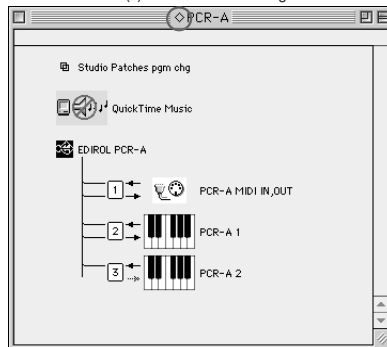 ◇PCR-A
Studio Patches pgm chg
QuickTime Music
EDIROL PCR-A
1 PCR-A MIDI IN,OUT
2 PCR-A 1
3 PCR-A 2